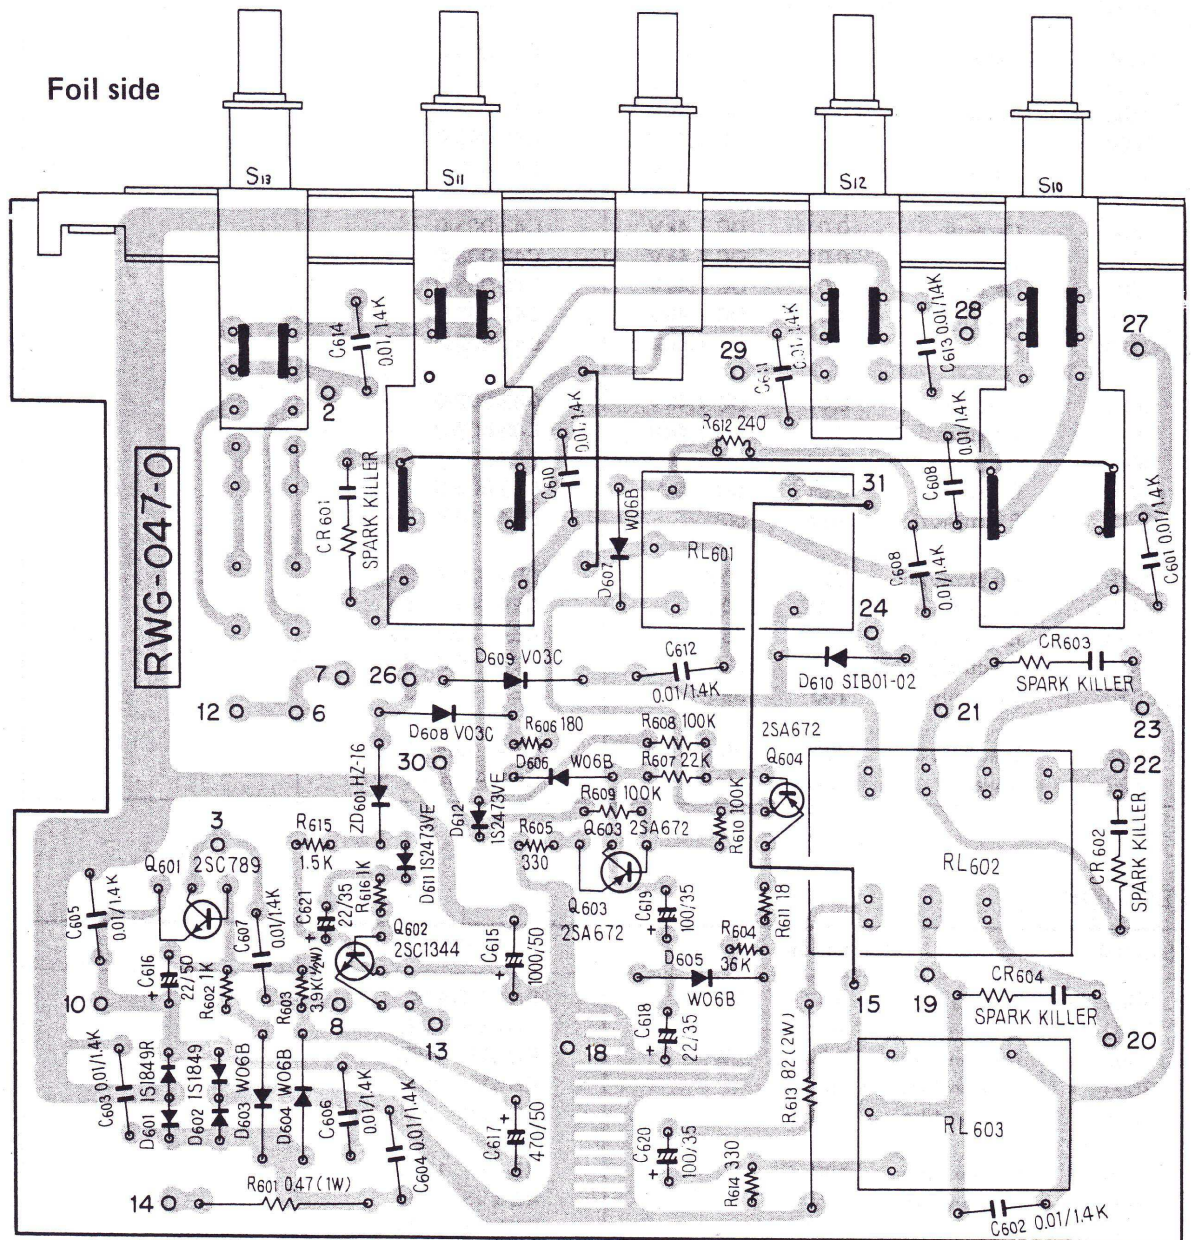 Foil side
S13
S11
S12
S10
C614
0.01/1.4K
2
29
C611
0.01/1.4K
C613 0.01/1.4K
28
27
RWG-047-0
CR601
SPARK KILLER
C610
0.01/1.4K
R612 240
W06B
D607
RL601
31
C608
0.01/1.4K
C608
0.01/1.4K
C601 0.01/1.4K
24
7
26
D609 V03C
C612
0.01/1.4K
D610 SIB01-02
CR603
SPARK KILLER
12
6
D608 V03C
21
23
R606 180
R608 100K
2SA672
Q604
30
D606
W06B
R607 22K
22
ZD601 HZ-16
D612
1S2473VE
R609 100K
R610 100K
3
R615
1.5K
D611 1S2473VE
R605
330
Q603
2SA672
RL602
CR602
SPARK KILLER
Q601
2SC789
R616 1K
C605
0.01/1.4K
C607
0.01/1.4K
C621
22/35
Q602
2SC1344
C615
1000/50
Q603
2SA672
C619
100/35
R611 18
R604
36K
C616
22/50
R602 1K
R603
3.9K(½W)
D605
W06B
10
8
13
15
19
CR604
SPARK KILLER
18
C618
22/35
R613 82(2W)
20
C603 0.01/1.4K
D601 1S1849R
D602 1S1849
D603 W06B
D604 W06B
C606
0.01/1.4K
C604 0.01/1.4K
C617
470/50
C620
100/35
R614 330
RL603
14
R601 0.47(1W)
C602 0.01/1.4K